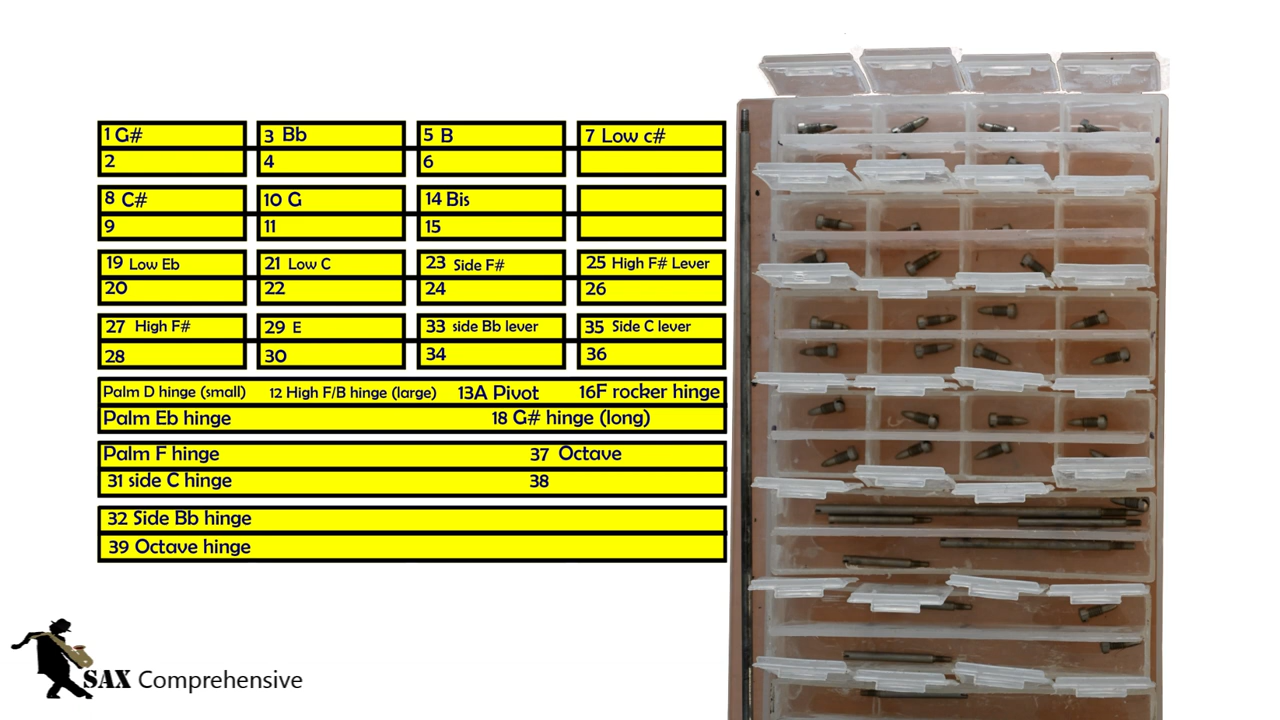 1 G# 3 Bb 5 B 7 Low c#
2 4 6
8 C# 10 G 14 Bis
9 11 15
19 Low Eb 21 Low C 23 Side F# 25 High F# Lever
20 22 24 26
27 High F# 29 E 33 side Bb lever 35 Side C lever
28 30 34 36
Palm D hinge (small) 12 High F/B hinge (large) 13A Pivot 16F rocker hinge
Palm Eb hinge 18 G# hinge (long)
Palm F hinge 37 Octave
31 side C hinge 38
32 Side Bb hinge
39 Octave hinge
SAX Comprehensive